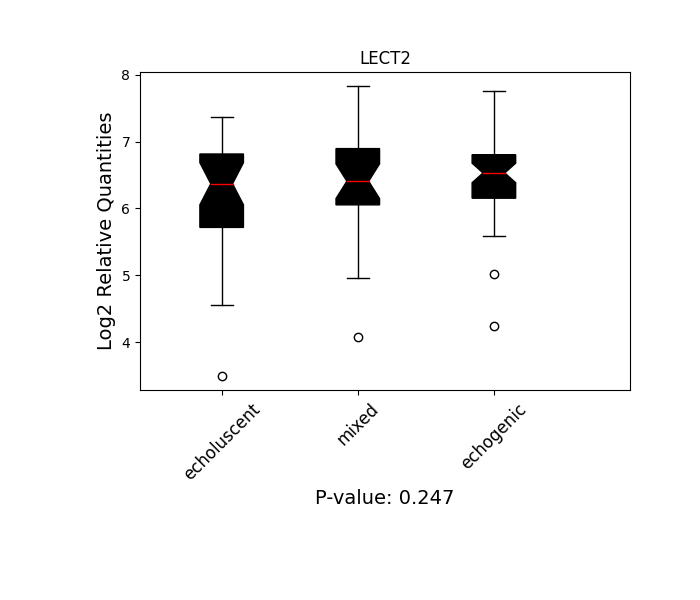 LECT2
Log2 Relative Quantities
8
7
6
5
4
echoluscent
mixed
echogenic
P-value: 0.247